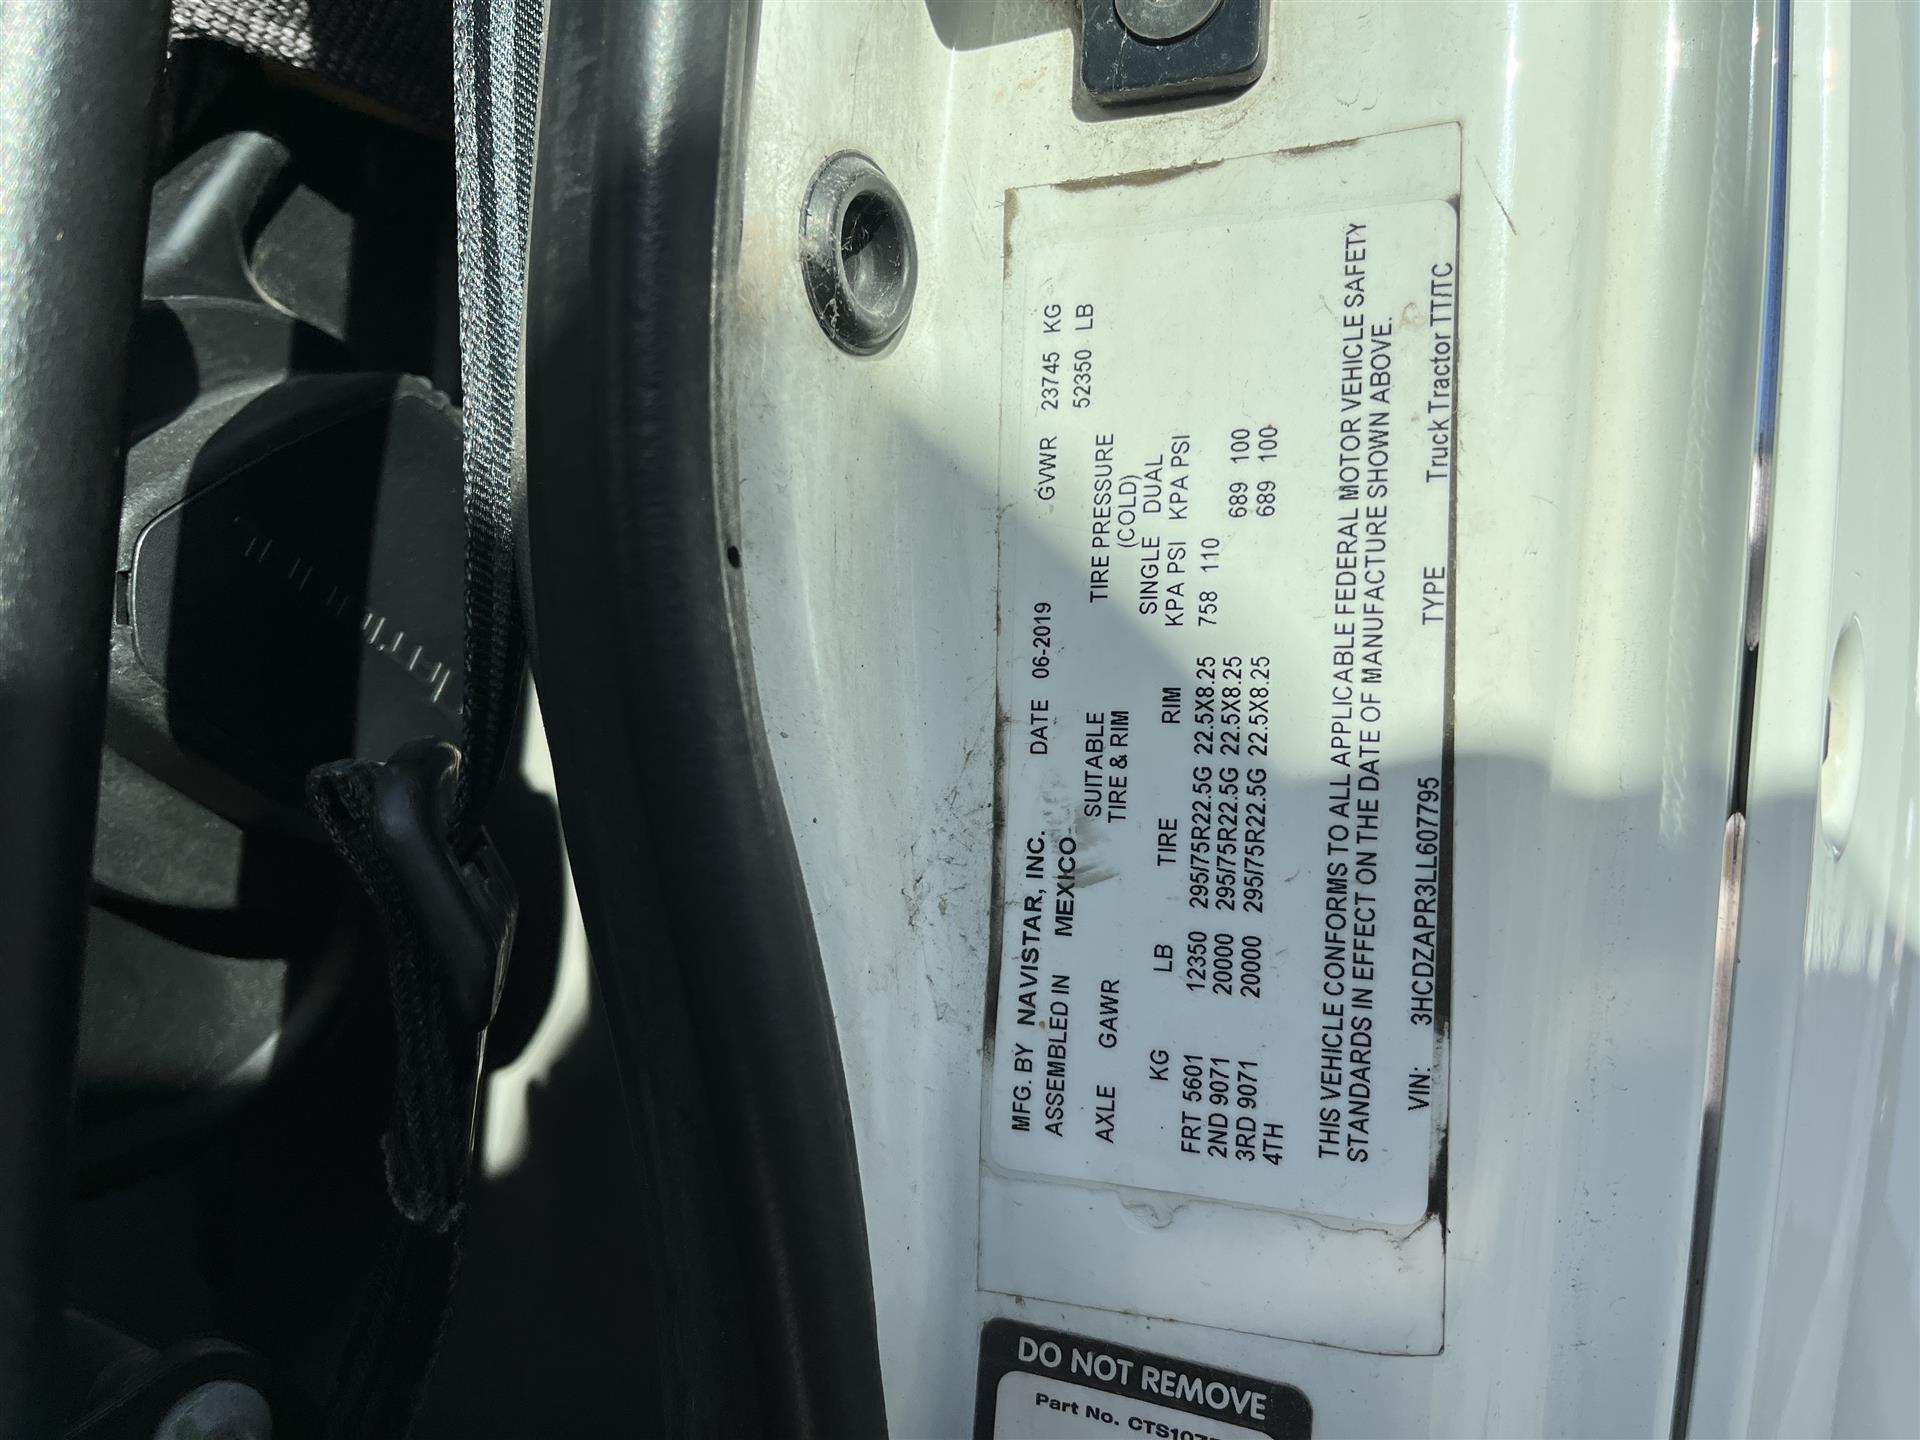 MFG. BY NAVISTAR, INC. DATE 06-2019 GVWR 23745 KG
ASSEMBLED IN MEXICO 52350 LB
AXLE GAWR SUITABLE TIRE PRESSURE
TIRE & RIM (COLD)
SINGLE DUAL
KG LB TIRE RIM KPA PSI KPA PSI
FRT 5601 12350 295/75R22.5G 22.5X8.25 758 110
2ND 9071 20000 295/75R22.5G 22.5X8.25 689 100
3RD 9071 20000 295/75R22.5G 22.5X8.25 689 100
4TH
THIS VEHICLE CONFORMS TO ALL APPLICABLE FEDERAL MOTOR VEHICLE SAFETY
STANDARDS IN EFFECT ON THE DATE OF MANUFACTURE SHOWN ABOVE.
VIN: 3HCDZAPR3LL607795 TYPE Truck Tractor TT/TC
DO NOT REMOVE
Part No.